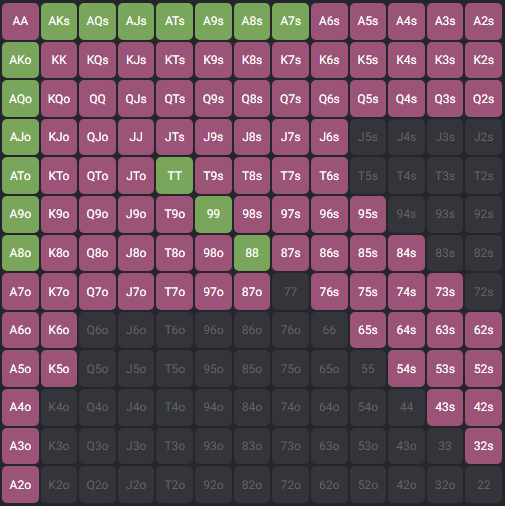 AA AKs AQs AJs ATs A9s A8s A7s A6s A5s A4s A3s A2s
AKo KK KQs KJs KTs K9s K8s K7s K6s K5s K4s K3s K2s
AQo KQo QQ QJs QTs Q9s Q8s Q7s Q6s Q5s Q4s Q3s Q2s
AJo KJo QJo JJ JTs J9s J8s J7s J6s J5s J4s J3s J2s
ATo KTo QTo JTo TT T9s T8s T7s T6s T5s T4s T3s T2s
A9o K9o Q9o J9o T9o 99 98s 97s 96s 95s 94s 93s 92s
A8o K8o Q8o J8o T8o 98o 88 87s 86s 85s 84s 83s 82s
A7o K7o Q7o J7o T7o 97o 87o 77 76s 75s 74s 73s 72s
A6o K6o Q6o J6o T6o 96o 86o 76o 66 65s 64s 63s 62s
A5o K5o Q5o J5o T5o 95o 85o 75o 65o 55 54s 53s 52s
A4o K4o Q4o J4o T4o 94o 84o 74o 64o 54o 44 43s 42s
A3o K3o Q3o J3o T3o 93o 83o 73o 63o 53o 43o 33 32s
A2o K2o Q2o J2o T2o 92o 82o 72o 62o 52o 42o 32o 22